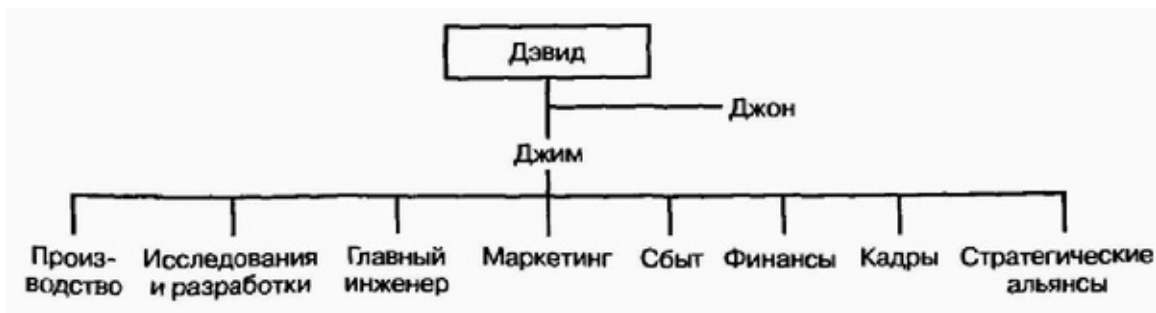 Дэвид
Джон
Джим
Произ-
водство
Исследования
и разработки
Главный
инженер
Маркетинг
Сбыт
Финансы
Кадры
Стратегические
альянсы